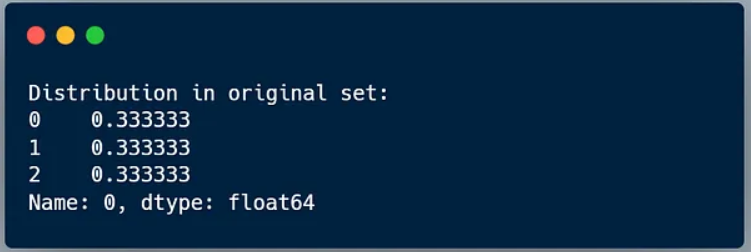 Distribution in original set:
0    0.333333
1    0.333333
2    0.333333
Name: 0, dtype: float64